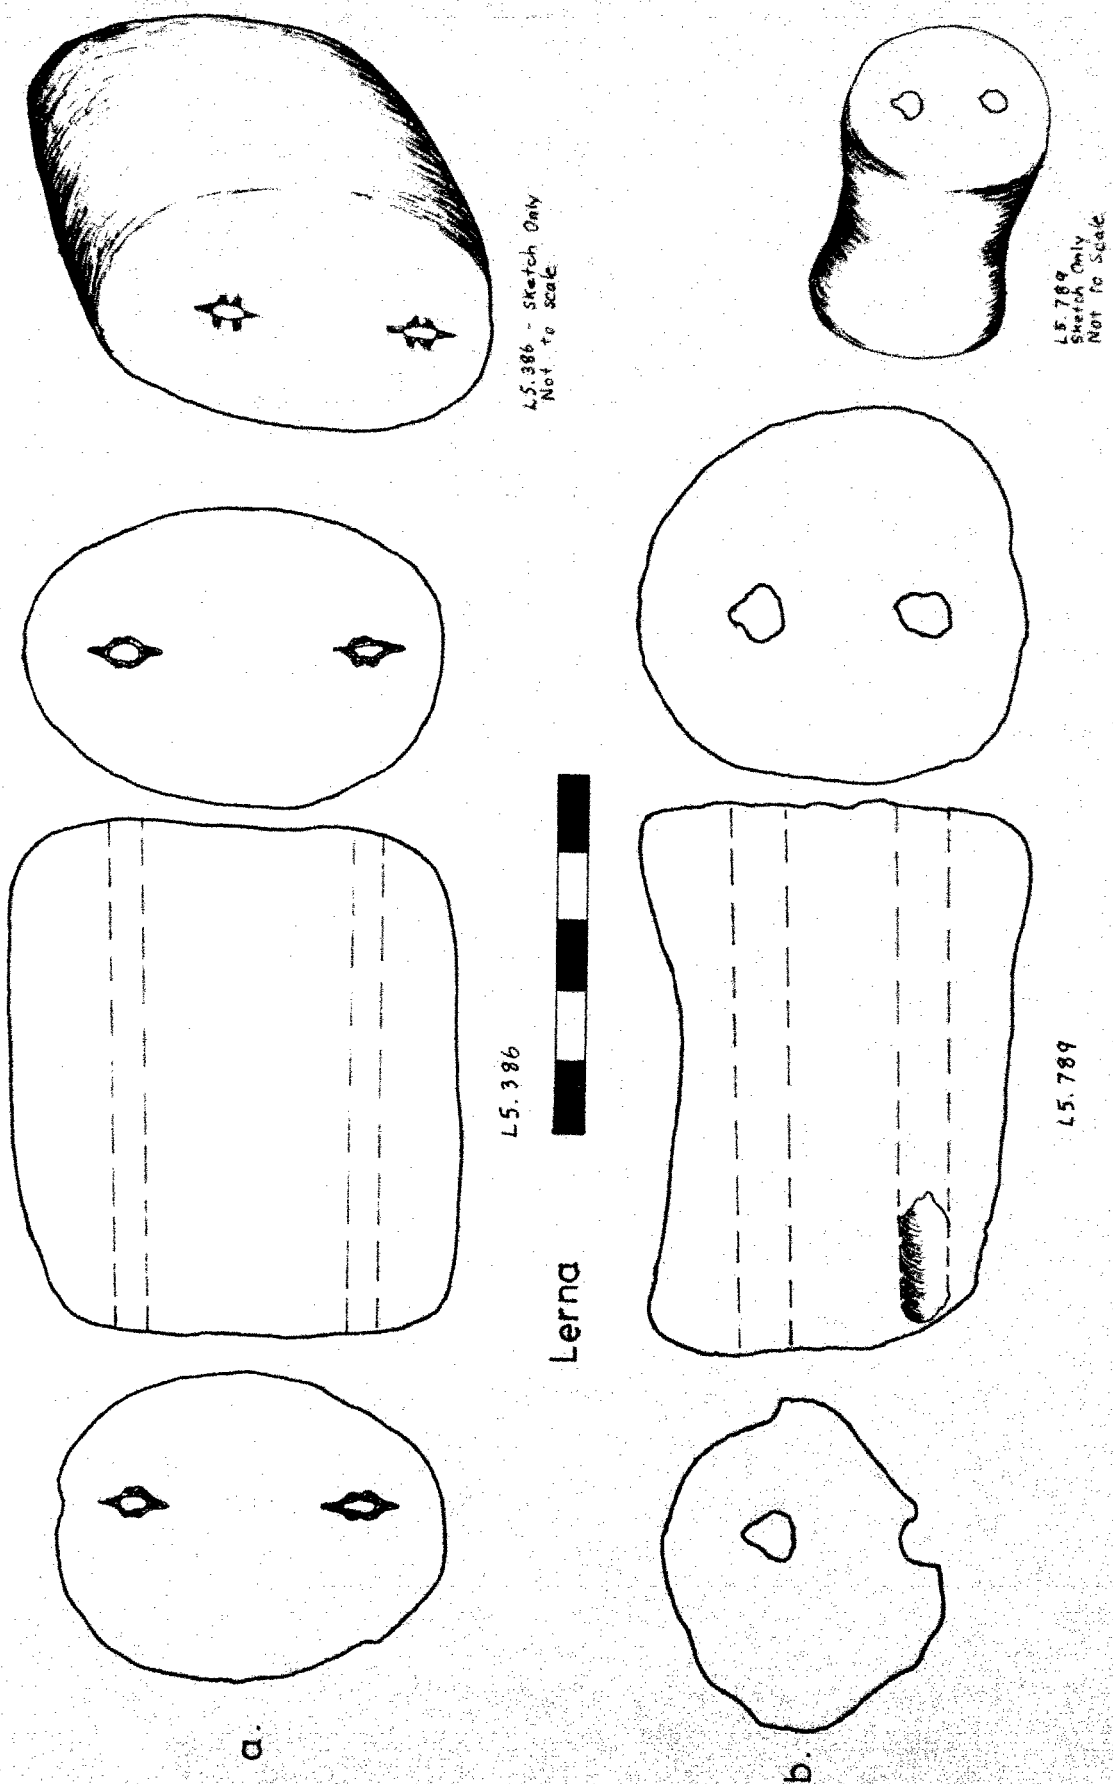 a.
L5.386
L5.386 - Sketch Only
Not to scale
Lerna
b.
L5.789
L5.789
Sketch Only
Not to Scale